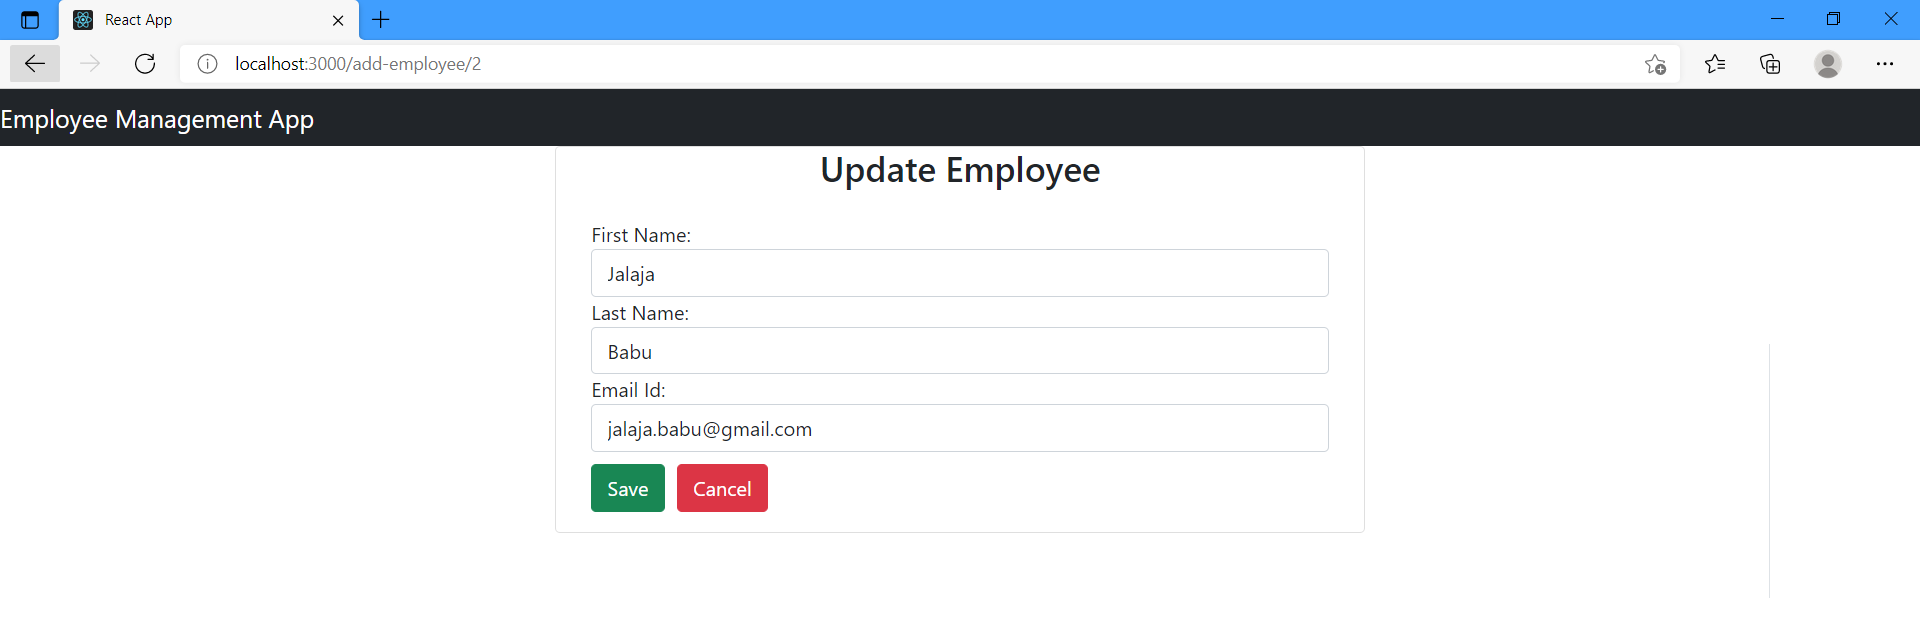 React App
localhost:3000/add-employee/2
Employee Management App
Update Employee
First Name:
Jalaja
Last Name:
Babu
Email Id:
jalaja.babu@gmail.com
Save Cancel